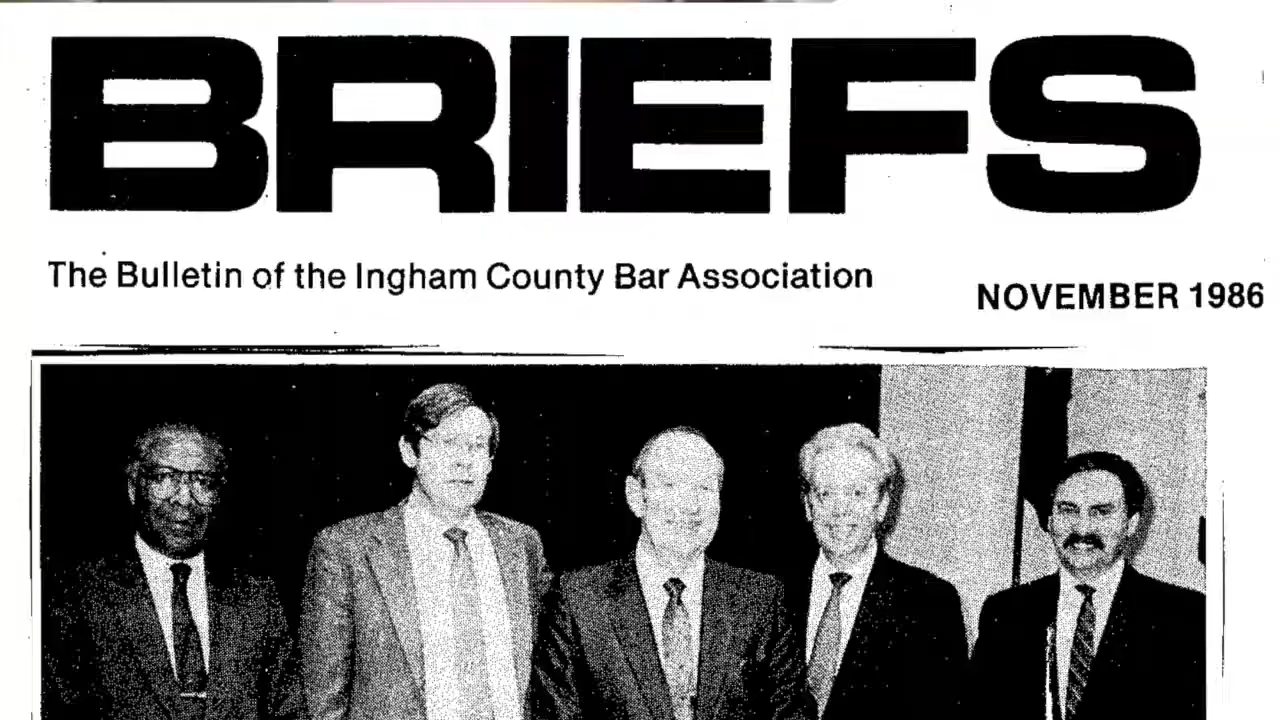 BRIEFS
The Bulletin of the Ingham County Bar Association
NOVEMBER 1986